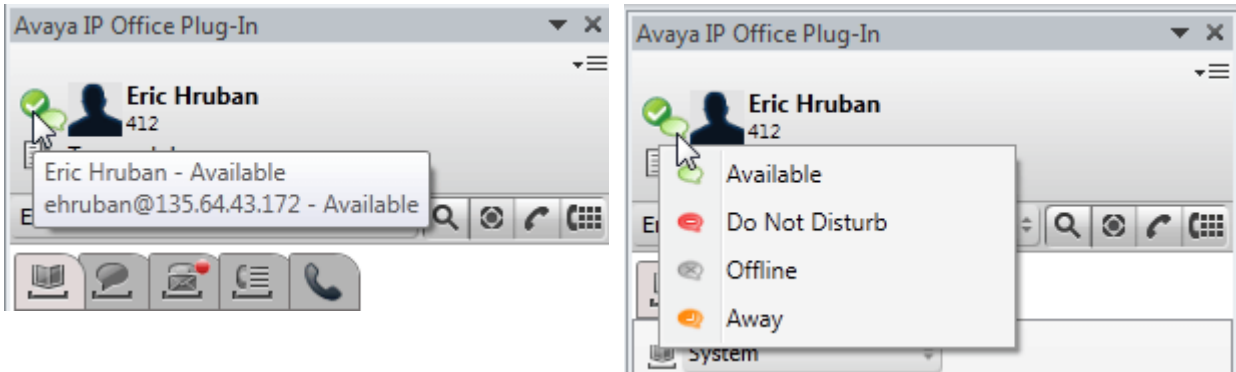 Avaya IP Office Plug-In
Eric Hruban
412
Eric Hruban - Available
ehruban@135.64.43.172 - Available
Avaya IP Office Plug-In
Eric Hruban
412
Available
Do Not Disturb
Offline
Away
System